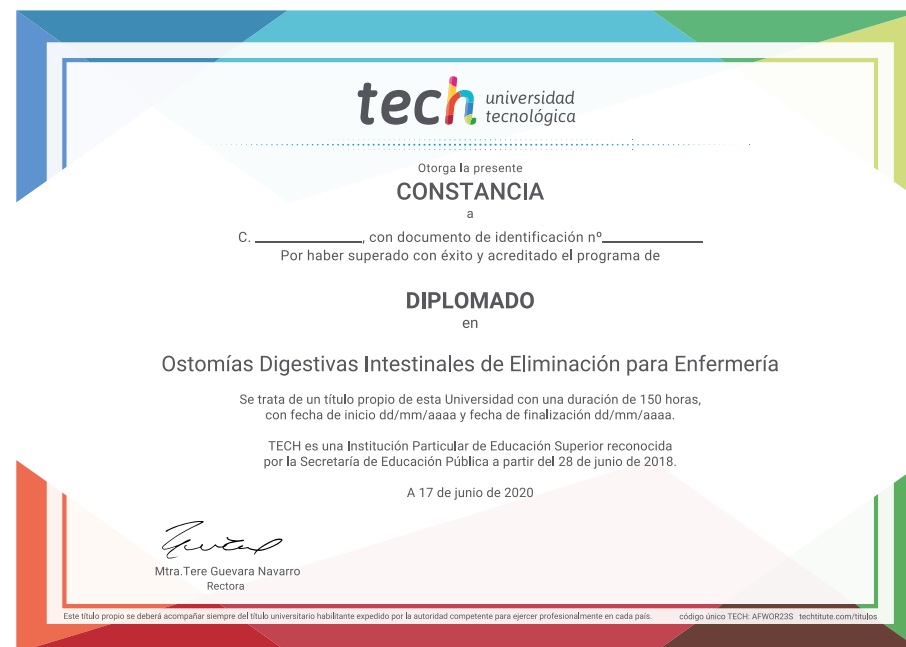 tech universidad
tecnológica
Otorga la presente
CONSTANCIA
a
C. ________, con documento de identificación nº________
Por haber superado con éxito y acreditado el programa de
DIPLOMADO
en
Ostomías Digestivas Intestinales de Eliminación para Enfermería
Se trata de un título propio de esta Universidad con una duración de 150 horas,
con fecha de inicio dd/mm/aaaa y fecha de finalización dd/mm/aaaa.
TECH es una Institución Particular de Educación Superior reconocida
por la Secretaría de Educación Pública a partir del 28 de junio de 2018.
A 17 de junio de 2020
Mtra.Tere Guevara Navarro
Rectora
Este título propio se deberá acompañar siempre del título universitario habilitante expedido por la autoridad competente para ejercer profesionalmente en cada país. código único TECH: AFWOR23S techtitute.com/titulos